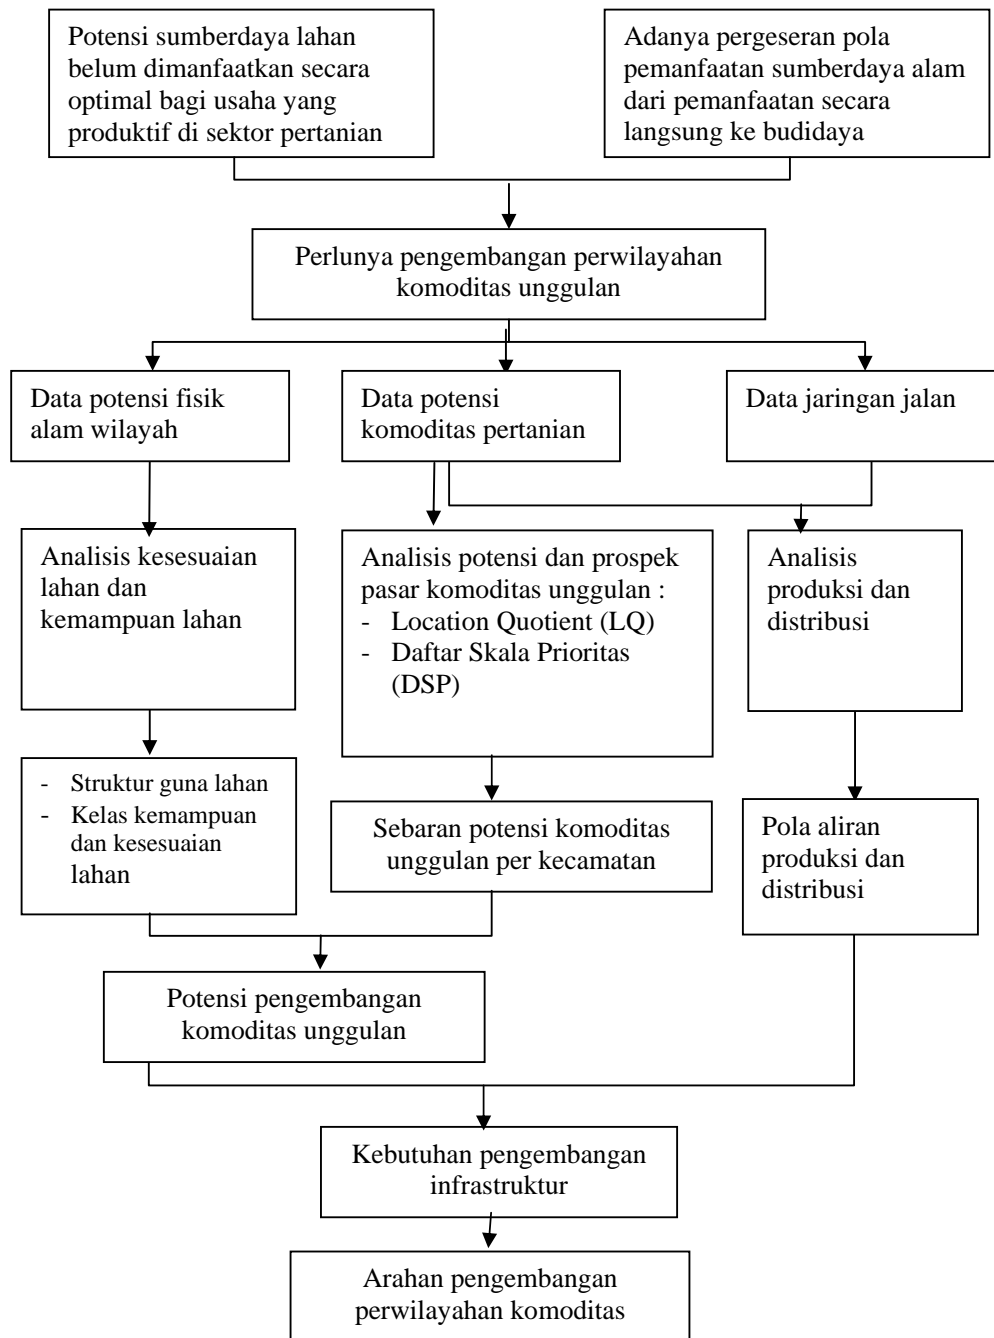 Potensi sumberdaya lahan
belum dimanfaatkan secara
optimal bagi usaha yang
produktif di sektor pertanian
Adanya pergeseran pola
pemanfaatan sumberdaya alam
dari pemanfaatan secara
langsung ke budidaya
Perlunya pengembangan perwilayahan
komoditas unggulan
Data potensi fisik
alam wilayah
Data potensi
komoditas pertanian
Data jaringan jalan
Analisis kesesuaian
lahan dan
kemampuan lahan
Analisis potensi dan prospek
pasar komoditas unggulan :
- Location Quotient (LQ)
- Daftar Skala Prioritas
(DSP)
Analisis
produksi dan
distribusi
- Struktur guna lahan
- Kelas kemampuan
dan kesesuaian
lahan
Sebaran potensi komoditas
unggulan per kecamatan
Pola aliran
produksi dan
distribusi
Potensi pengembangan
komoditas unggulan
Kebutuhan pengembangan
infrastruktur
Arahan pengembangan
perwilayahan komoditas